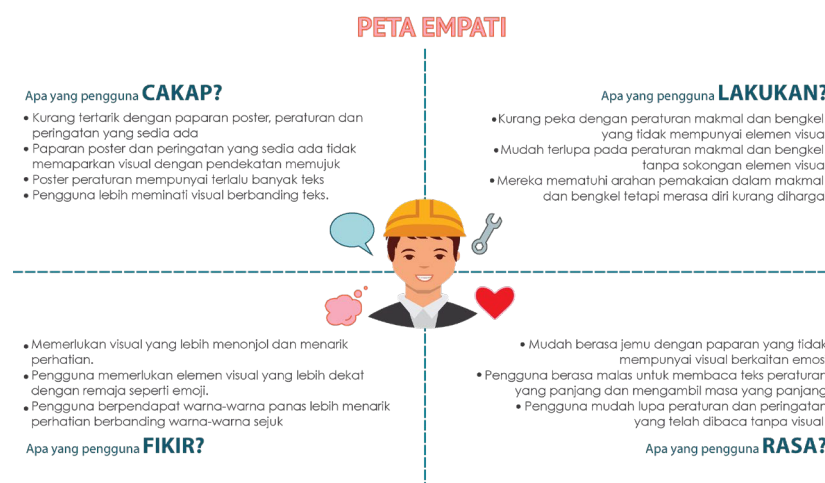 PETA EMPATI
Apa yang pengguna CAKAP?
• Kurang tertarik dengan paparan poster, peraturan dan
peringatan yang sedia ada
• Paparan poster dan peringatan yang sedia ada tidak
memaparkan visual dengan pendekatan memujuk
• Poster peraturan mempunyai terlalu banyak teks
• Pengguna lebih meminati visual berbanding teks.
Apa yang pengguna LAKUKAN?
• Kurang peka dengan peraturan makmal dan bengkel
yang tidak mempunyai elemen visua
• Mudah terlupa pada peraturan makmal dan bengkel
tanpa sokongan elemen visua
• Mereka mematuhi arahan pemakaian dalam makmal
dan bengkel tetapi merasa diri kurang diharga
• Memerlukan visual yang lebih menonjol dan menarik
perhatian.
• Pengguna memerlukan elemen visual yang lebih dekat
dengan remaja seperti emoji.
• Pengguna berpendapat warna-warna panas lebih menarik
perhatian berbanding warna-warna sejuk
Apa yang pengguna FIKIR?
• Mudah berasa jemu dengan paparan yang tidak
mempunyai visual berkaitan emos
• Pengguna berasa malas untuk membaca teks peraturan
yang panjang dan mengambil masa yang panjang
• Pengguna mudah lupa peraturan dan peringatan
yang telah dibaca tanpa visual
Apa yang pengguna RASA?